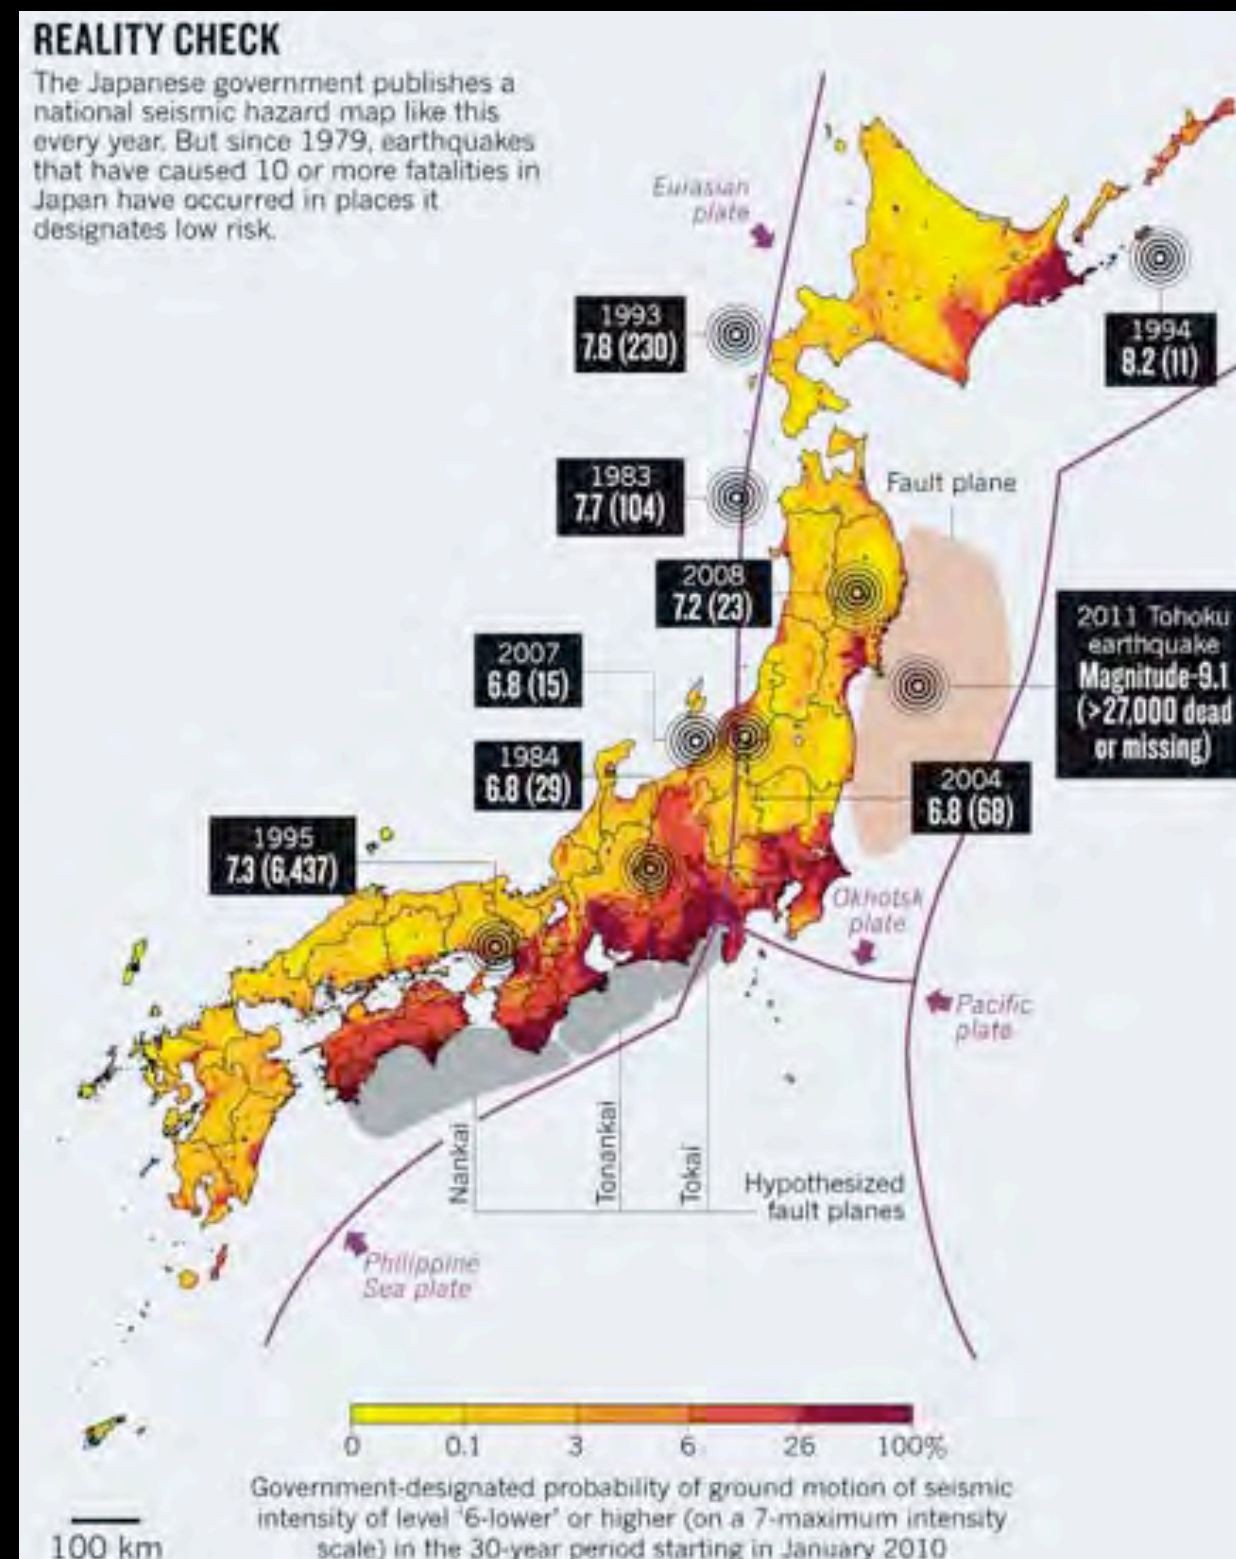 REALITY CHECK
The Japanese government publishes a
national seismic hazard map like this
every year. But since 1979, earthquakes
that have caused 10 or more fatalities in
Japan have occurred in places it
designates low risk.
Eurasian
plate
1993
7.8 (230)
1994
8.2 (11)
1983
7.7 (104)
Fault plane
2008
7.2 (23)
2011 Tohoku
earthquake
Magnitude-9.1
(>27,000 dead
or missing)
2007
6.8 (15)
1984
6.8 (29)
2004
6.8 (68)
1995
7.3 (6,437)
Okhotsk
plate
Pacific
plate
Nankai
Tonankai
Tokai
Hypothesized
fault planes
Philippine
Sea plate
0 0.1 3 6 26 100%
Government-designated probability of ground motion of seismic
intensity of level '6-lower' or higher (on a 7-maximum intensity
scale) in the 30-year period starting in January 2010
100 km